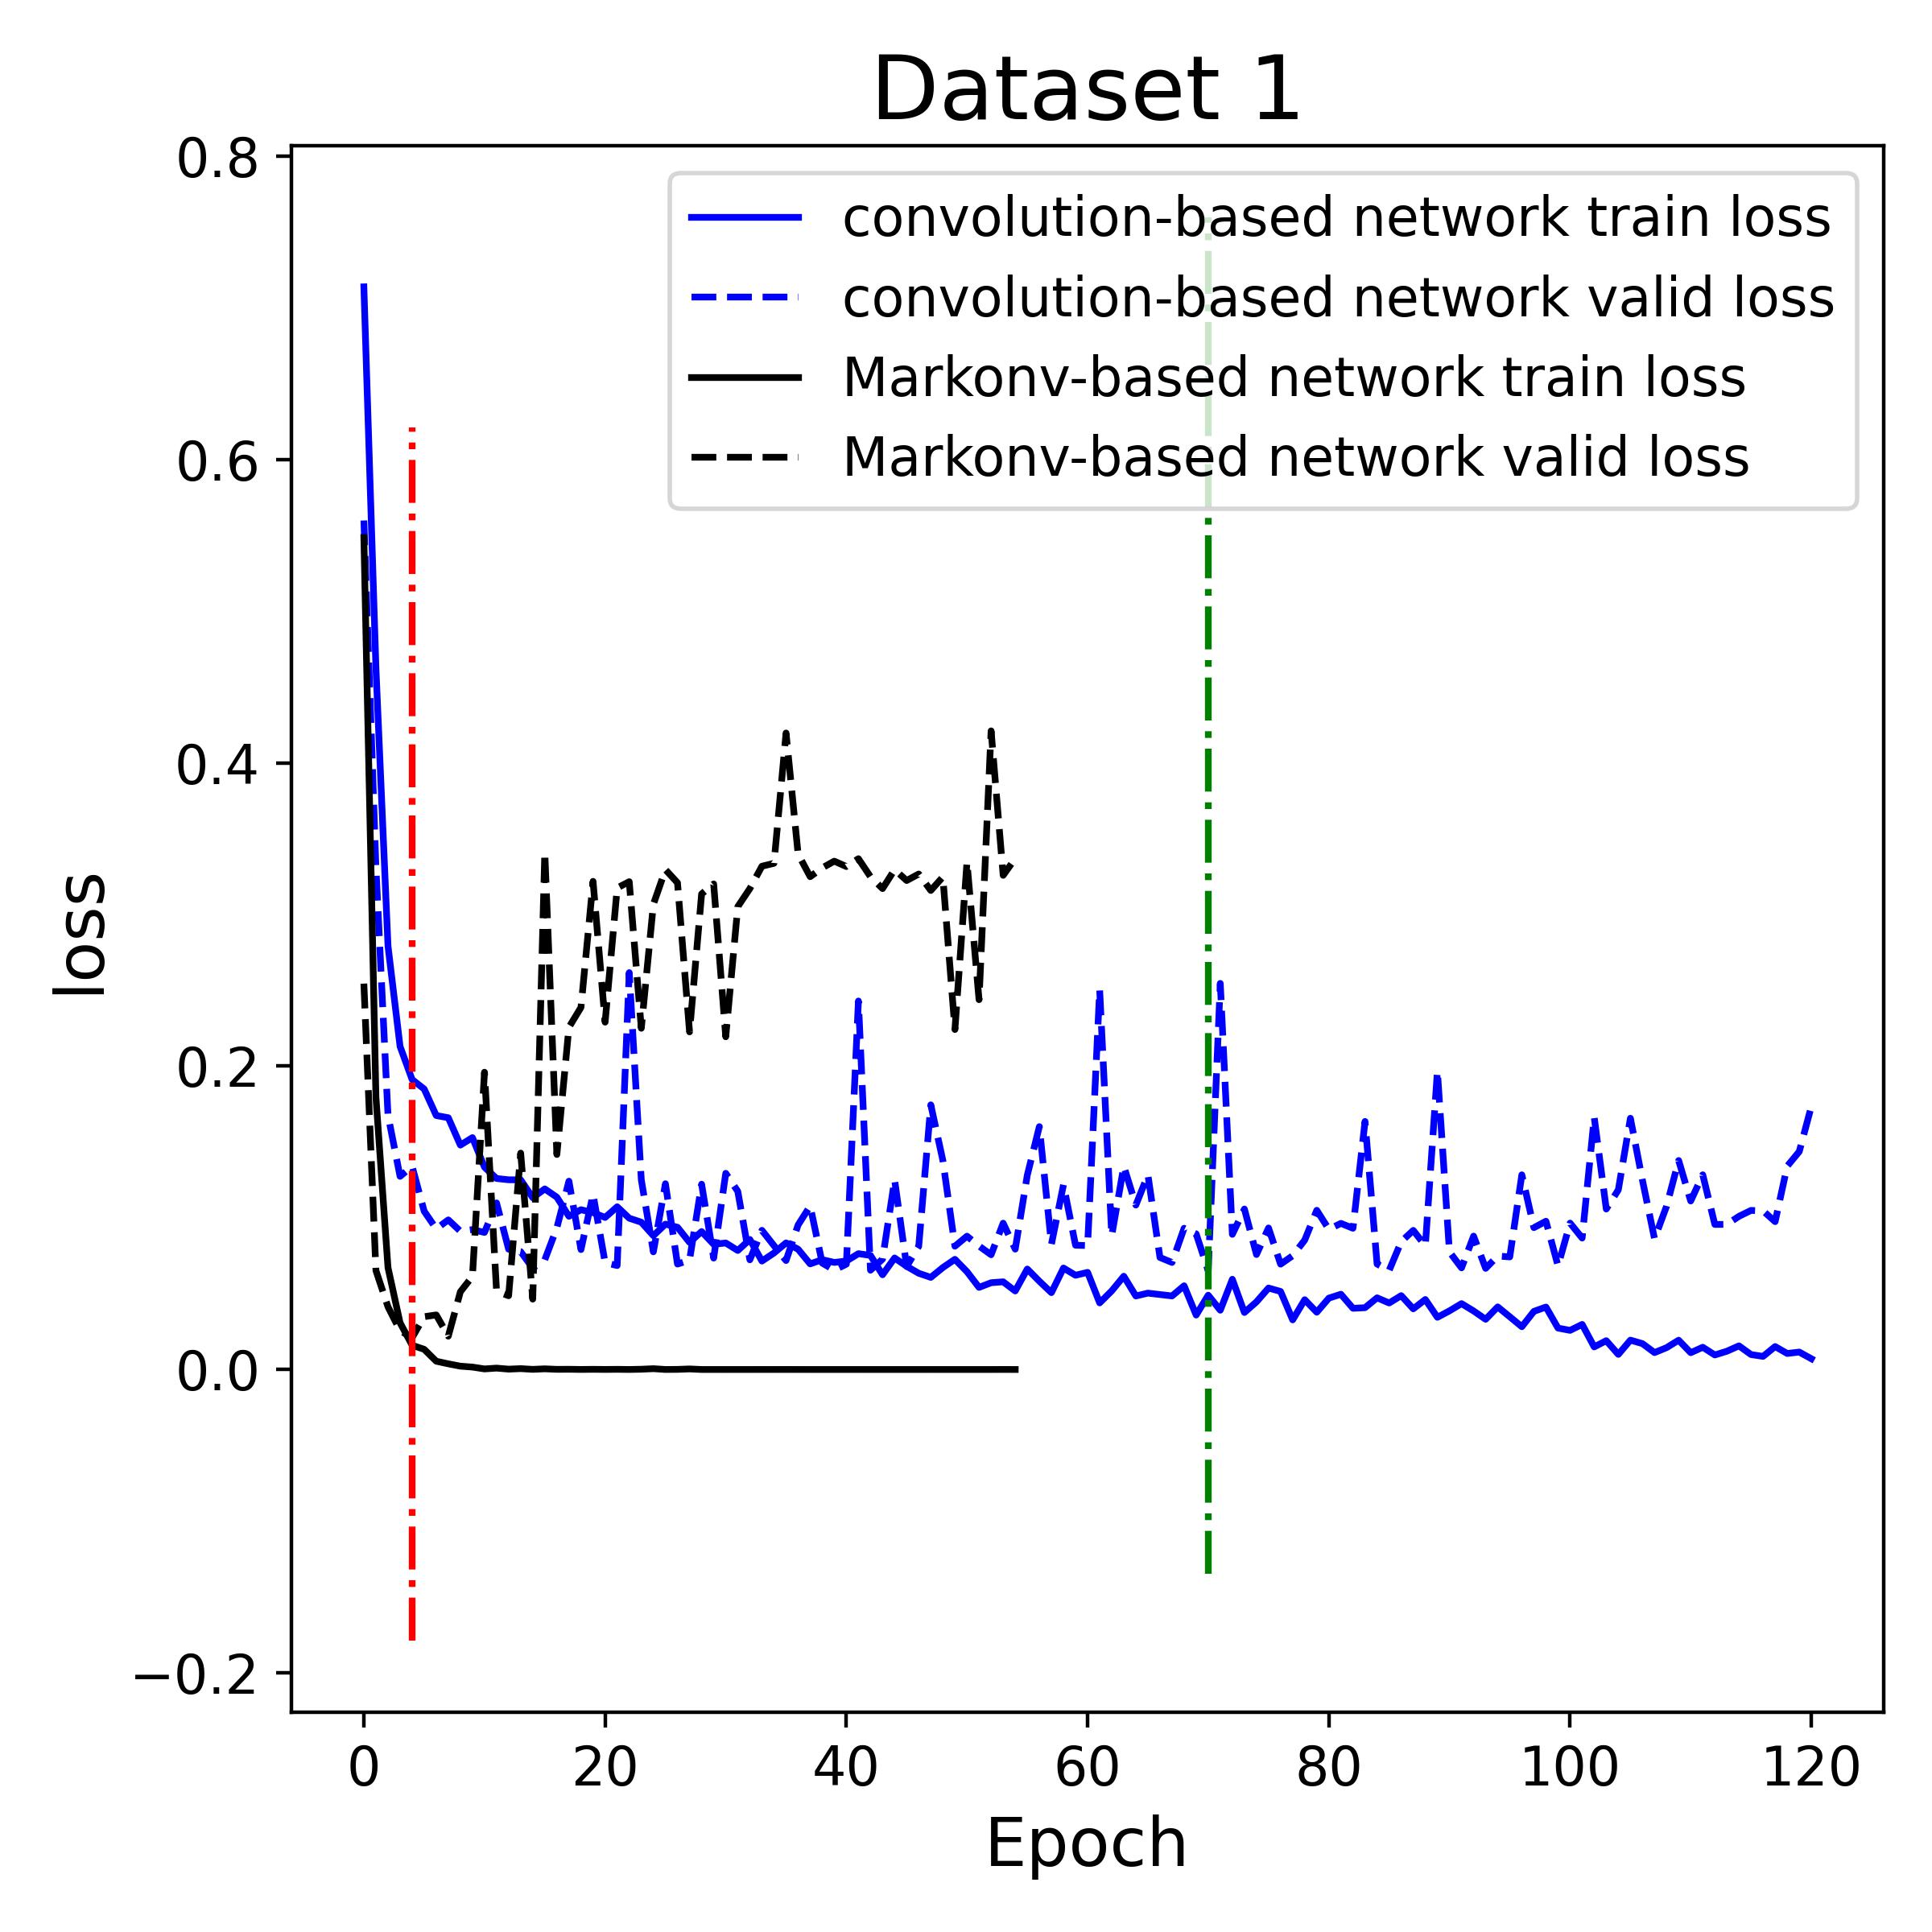 Dataset 1
0.8
0.6
0.4
0.2
0.0
−0.2
loss
convolution-based network train loss
convolution-based network valid loss
Markonv-based network train loss
Markonv-based network valid loss
0 20 40 60 80 100 120
Epoch